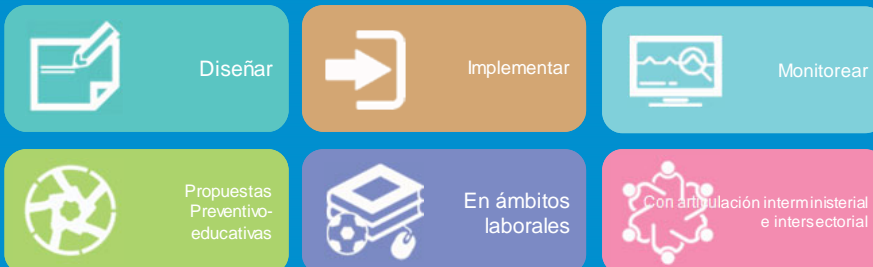 Diseñar
Implementar
Monitorear
Propuestas
Preventivo-
educativas
En ámbitos
laborales
Con articulación interministerial
e intersectorial